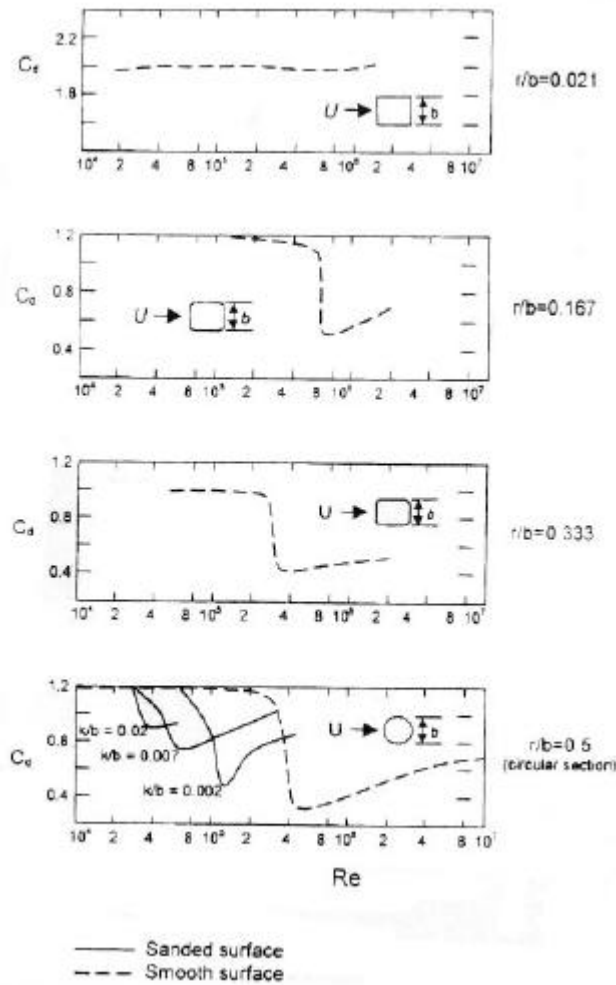 2.2
C_d
1.8
r/b=0.021
U
b
10⁴ 2 4 8 10⁵ 2 4 8 10⁶ 2 4 8 10⁷
1.2
C_d 0.8
0.4
U
b
r/b=0.167
10⁴ 2 4 8 10⁵ 2 4 8 10⁶ 2 4 8 10⁷
1.2
C_d 0.8
0.4
U
b
r/b=0.333
10⁴ 2 4 8 10⁵ 2 4 8 10⁶ 2 4 8 10⁷
1.2
C_d 0.8
0.4
k/b = 0.02
k/b = 0.007
k/b = 0.002
U
b
r/b=0.5
(circular section)
10⁴ 2 4 8 10⁵ 2 4 8 10⁶ 2 4 8 10⁷
Re
Sanded surface
Smooth surface